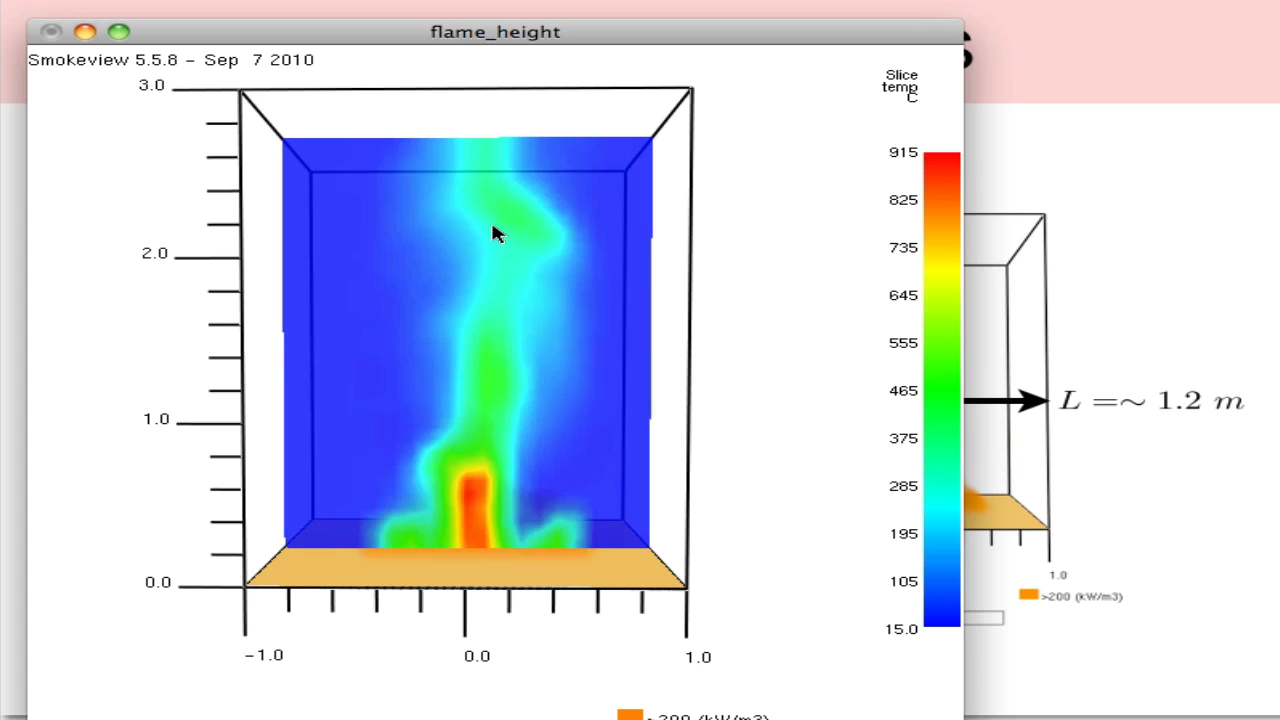 flame_height
Smokeview 5.5.8 – Sep 7 2010
Slice
temp
C
3.0
2.0
1.0
0.0
-1.0
0.0
1.0
915
825
735
645
555
465
375
285
195
105
15.0
L =~ 1.2 m
1.0
>200 (kW/m3)